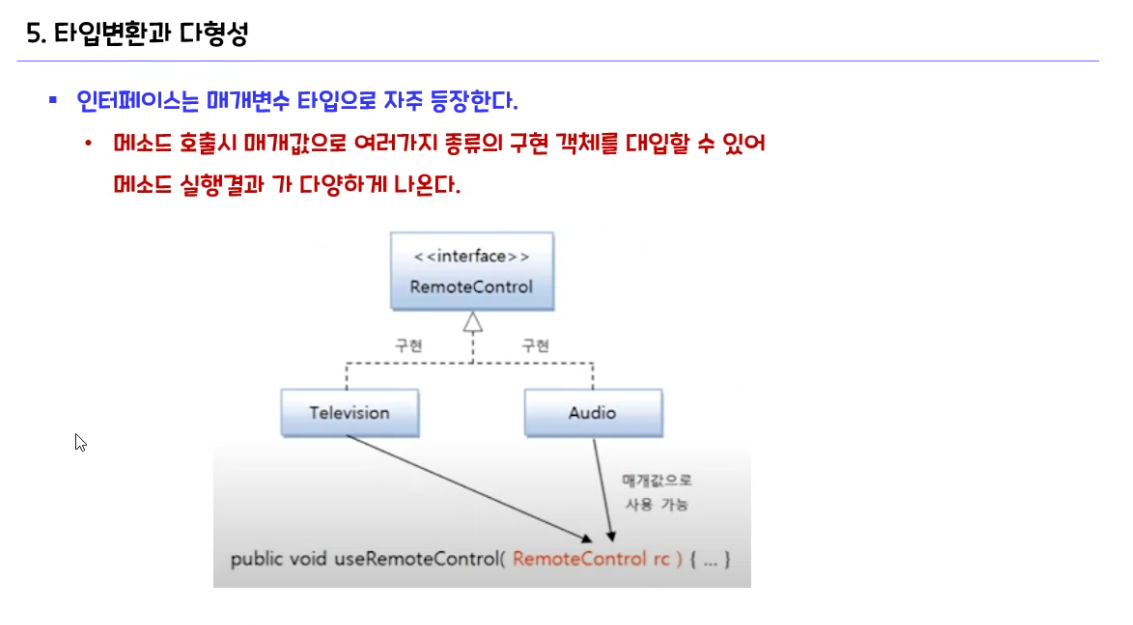 5. 타입변환과 다형성
▪ 인터페이스는 매개변수 타입으로 자주 등장한다.
• 메소드 호출시 매개값으로 여러가지 종류의 구현 객체를 대입할 수 있어
메소드 실행결과 가 다양하게 나온다.
<<interface>>
RemoteControl
구현 구현
Television Audio
매개값으로
사용 가능
public void useRemoteControl( RemoteControl rc ) { ... }